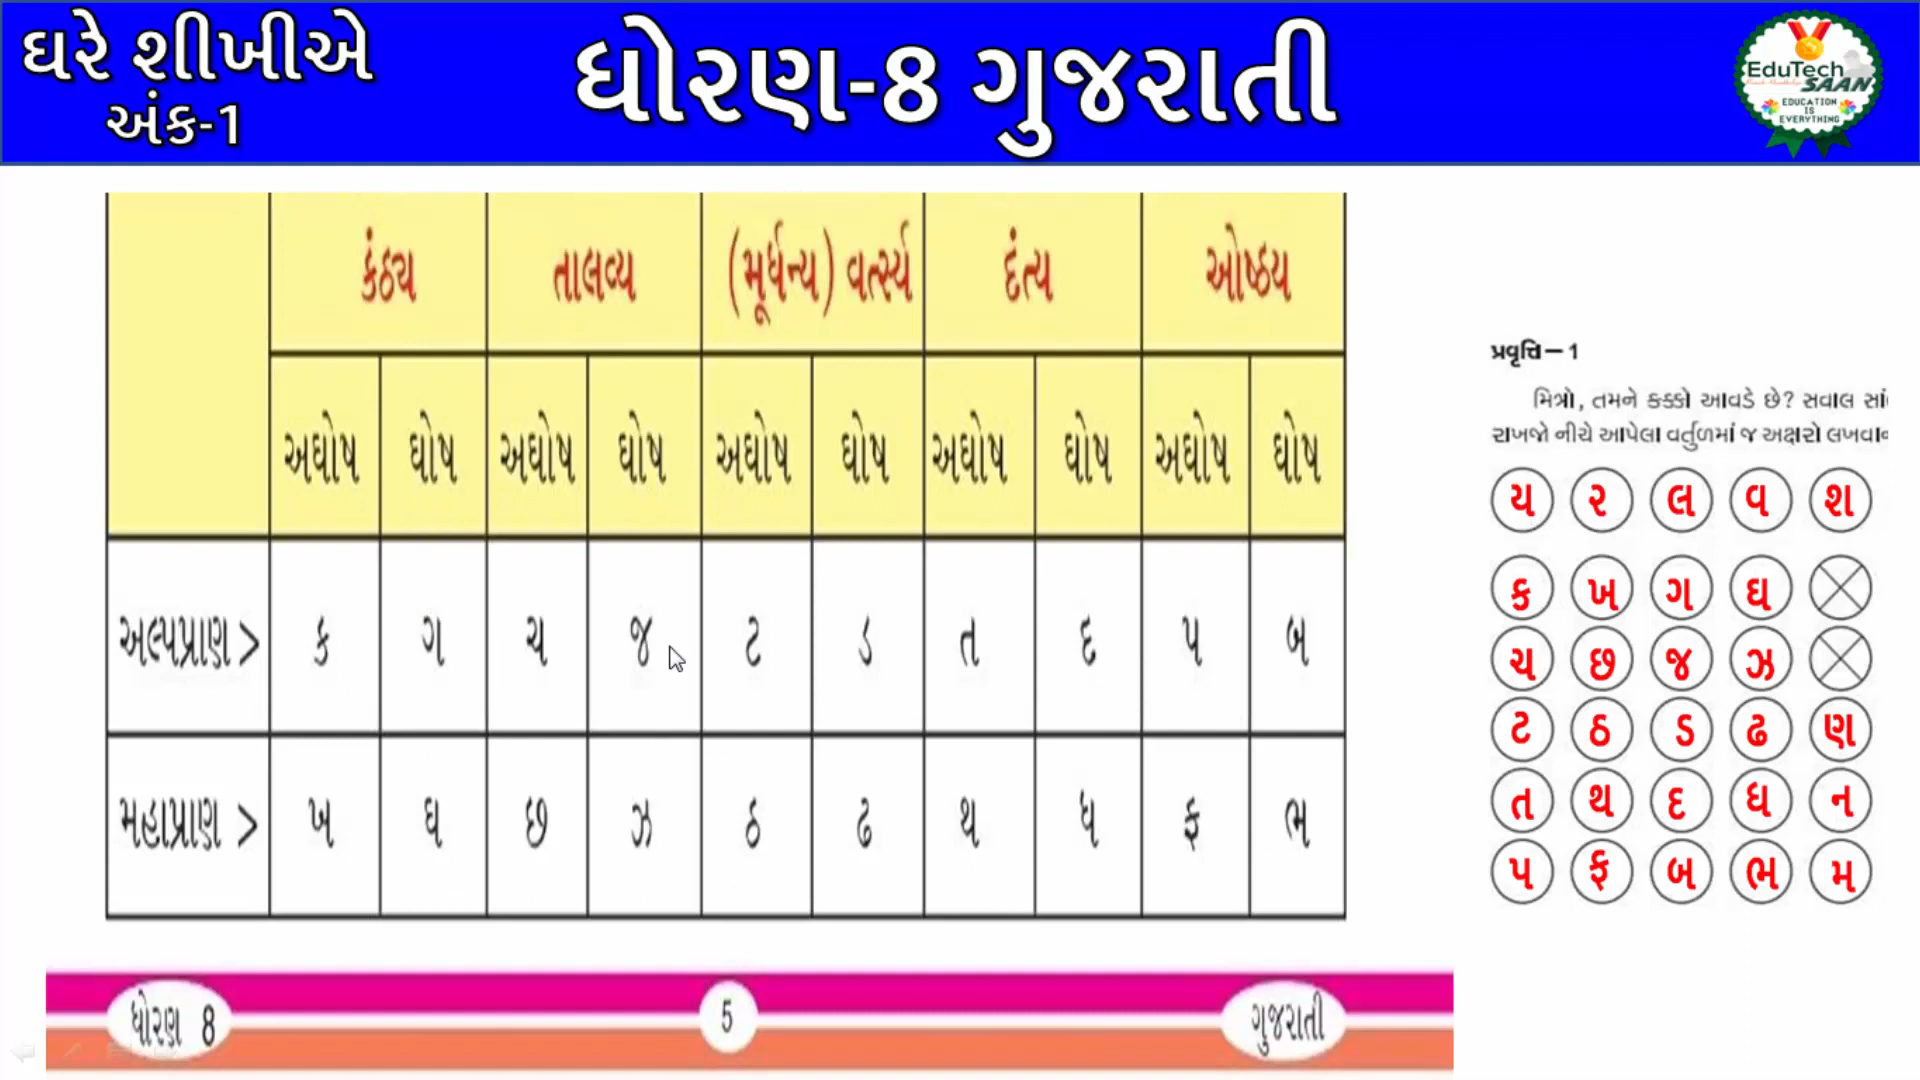 ઘરે શીખીએ
અંક-1
ધોરણ-8 ગુજરાતી
EduTech
SAAN
EDUCATION
IS
EVERYTHING
કંઠ્ય તાલવ્ય (મૂર્ધન્ય) વર્ત્સ્ય દંત્ય ઓષ્ઠ્ય
અઘોષ ઘોષ અઘોષ ઘોષ અઘોષ ઘોષ અઘોષ ઘોષ અઘોષ ઘોષ
અલ્પપ્રાણ > ક ગ ચ જ ટ ડ ત દ પ બ
મહાપ્રાણ > ખ ઘ છ ઝ ઠ ઢ થ ધ ફ ભ
ધોરણ 8 5 ગુજરાતી
પ્રવૃત્તિ – 1
મિત્રો, તમને કક્કો આવડે છે? સવાલ
રાખજો નીચે આપેલા વર્તુળમાં જ અક્ષરો
ય ર લ વ શ
ક ખ ગ ઘ
ચ છ જ ઝ
ટ ઠ ડ ઢ ણ
ત થ દ ધ ન
પ ફ બ ભ મ